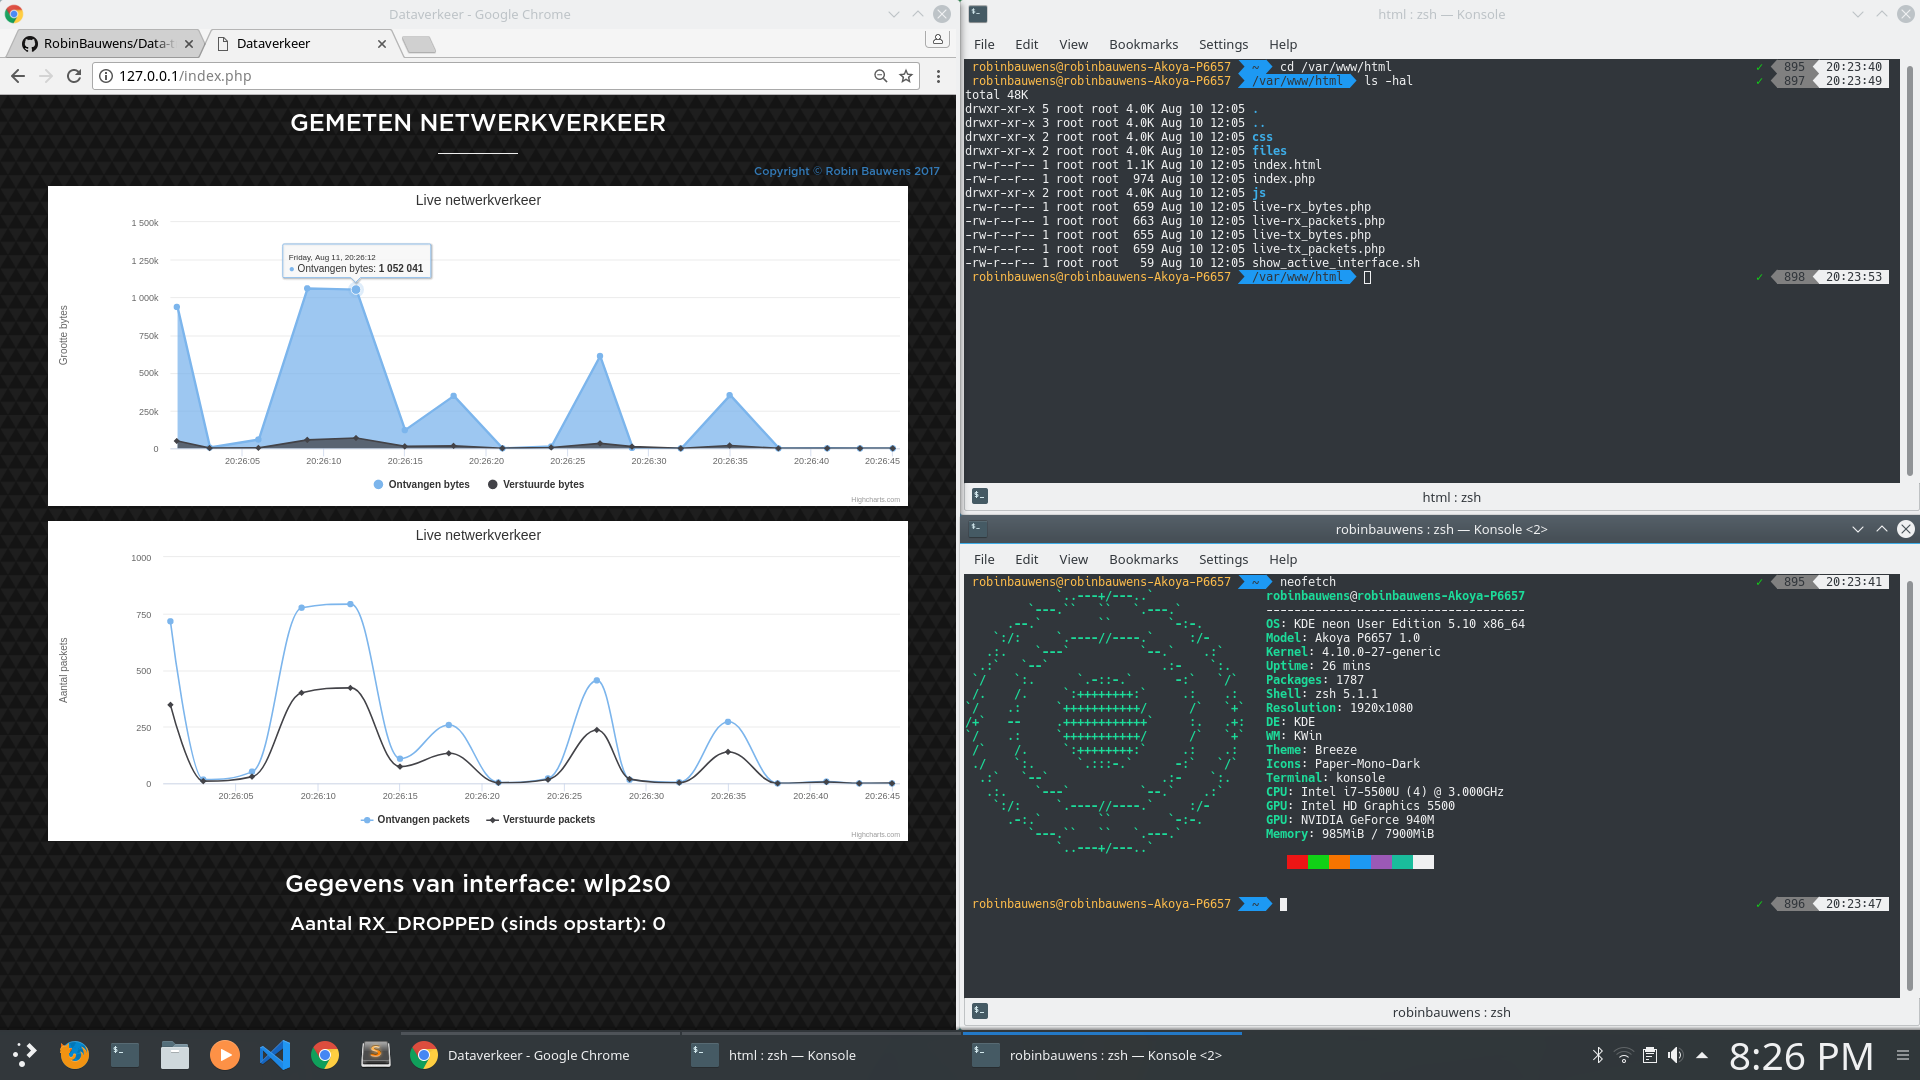 Dataverkeer - Google Chrome
RobinBauwens/Data-t
Dataverkeer
127.0.0.1/index.php
GEMETEN NETWERKVERKEER
Copyright © Robin Bauwens 2017
Live netwerkverkeer
1 500k
1 250k
1 000k
750k
500k
250k
0
Grootte bytes
Friday, Aug 11, 20:26:12
● Ontvangen bytes: 1 052 041
20:26:05 20:26:10 20:26:15 20:26:20 20:26:25 20:26:30 20:26:35 20:26:40 20:26:45
Ontvangen bytes Verstuurde bytes
Highcharts.com
Live netwerkverkeer
1000
750
500
250
0
Aantal packets
20:26:05 20:26:10 20:26:15 20:26:20 20:26:25 20:26:30 20:26:35 20:26:40 20:26:45
Ontvangen packets Verstuurde packets
Highcharts.com
Gegevens van interface: wlp2s0
Aantal RX_DROPPED (sinds opstart): 0
html : zsh — Konsole
File Edit View Bookmarks Settings Help
robinbauwens@robinbauwens-Akoya-P6657 ~ cd /var/www/html ✓ 895 20:23:40
robinbauwens@robinbauwens-Akoya-P6657 /var/www/html ls -hal ✓ 897 20:23:49
total 48K
drwxr-xr-x 5 root root 4.0K Aug 10 12:05 .
drwxr-xr-x 3 root root 4.0K Aug 10 12:05 ..
drwxr-xr-x 2 root root 4.0K Aug 10 12:05 css
drwxr-xr-x 2 root root 4.0K Aug 10 12:05 files
-rw-r--r-- 1 root root 1.1K Aug 10 12:05 index.html
-rw-r--r-- 1 root root 974 Aug 10 12:05 index.php
drwxr-xr-x 2 root root 4.0K Aug 10 12:05 js
-rw-r--r-- 1 root root 659 Aug 10 12:05 live-rx_bytes.php
-rw-r--r-- 1 root root 663 Aug 10 12:05 live-rx_packets.php
-rw-r--r-- 1 root root 655 Aug 10 12:05 live-tx_bytes.php
-rw-r--r-- 1 root root 659 Aug 10 12:05 live-tx_packets.php
-rw-r--r-- 1 root root 59 Aug 10 12:05 show_active_interface.sh
robinbauwens@robinbauwens-Akoya-P6657 /var/www/html ✓ 898 20:23:53
html : zsh
robinbauwens : zsh — Konsole <2>
File Edit View Bookmarks Settings Help
robinbauwens@robinbauwens-Akoya-P6657 ~ neofetch ✓ 895 20:23:41
robinbauwens@robinbauwens-Akoya-P6657
-------------------------------------
OS: KDE neon User Edition 5.10 x86_64
Model: Akoya P6657 1.0
Kernel: 4.10.0-27-generic
Uptime: 26 mins
Packages: 1787
Shell: zsh 5.1.1
Resolution: 1920x1080
DE: KDE
WM: KWin
Theme: Breeze
Icons: Paper-Mono-Dark
Terminal: konsole
CPU: Intel i7-5500U (4) @ 3.000GHz
GPU: Intel HD Graphics 5500
GPU: NVIDIA GeForce 940M
Memory: 985MiB / 7900MiB
robinbauwens@robinbauwens-Akoya-P6657 ~ ✓ 896 20:23:47
robinbauwens : zsh
Dataverkeer - Google Chrome
html : zsh — Konsole
robinbauwens : zsh — Konsole <2>
8:26 PM